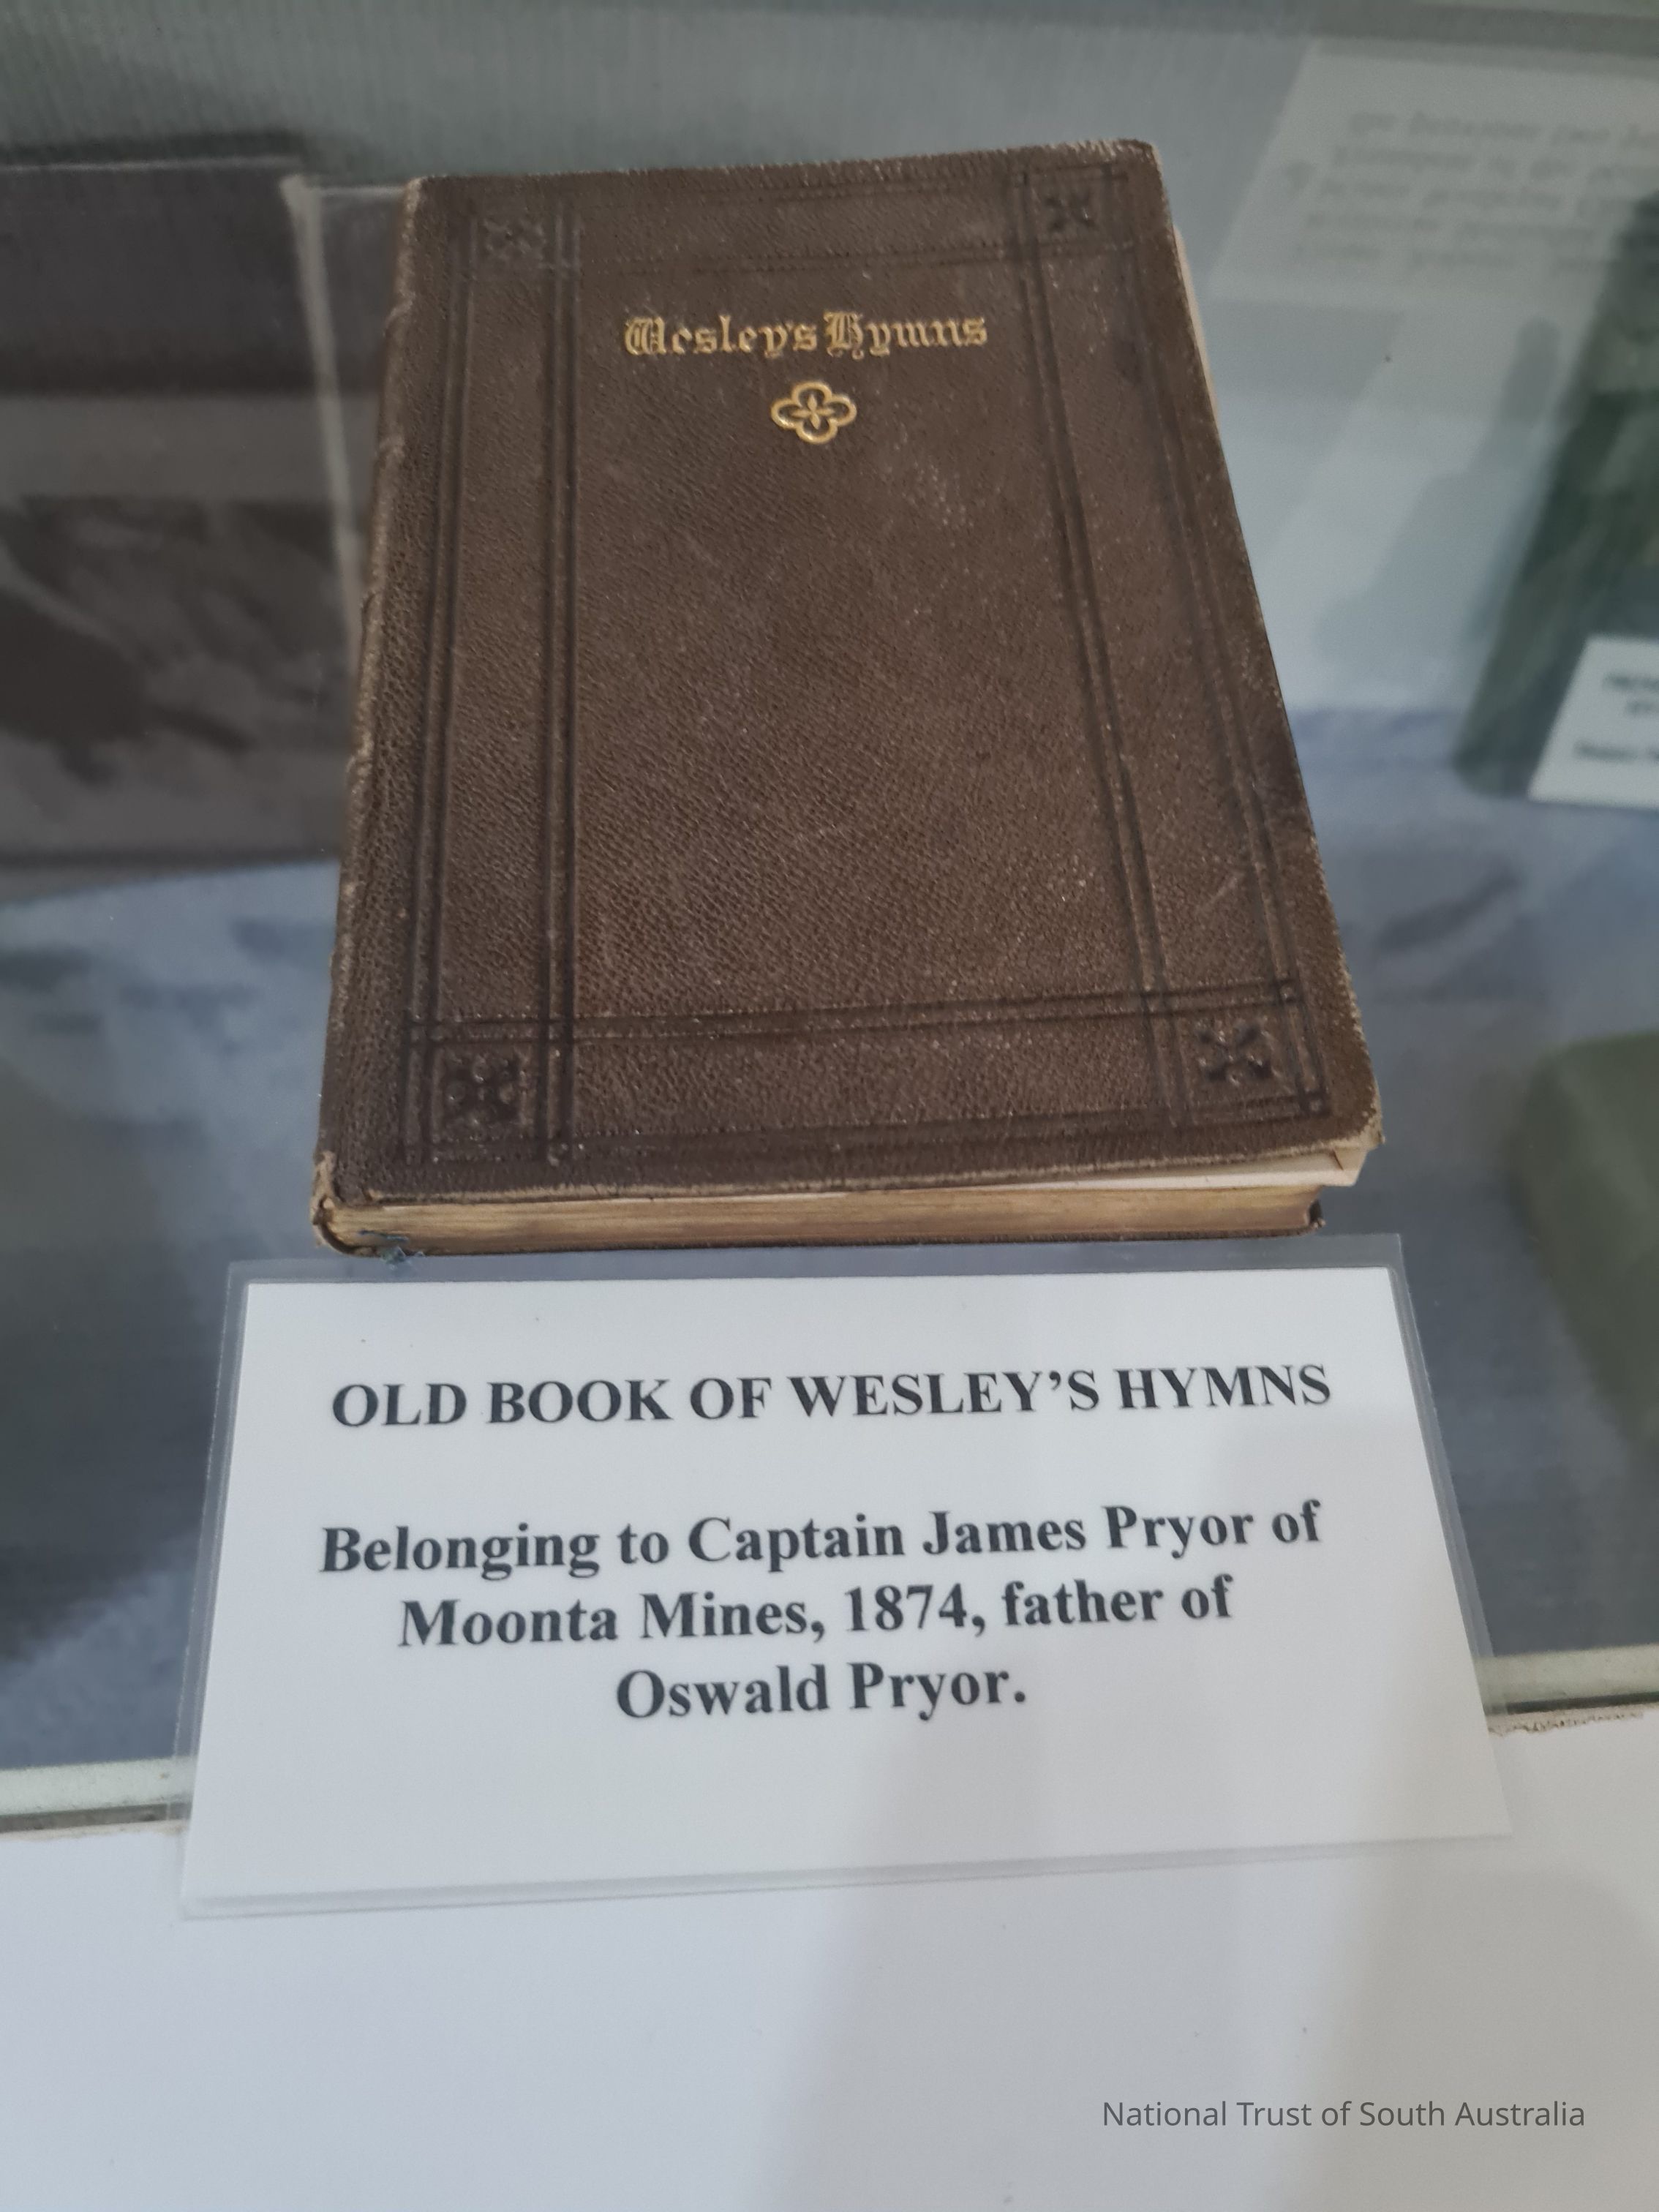 Wesley's Hymns
OLD BOOK OF WESLEY'S HYMNS
Belonging to Captain James Pryor of
Moonta Mines, 1874, father of
Oswald Pryor.
National Trust of South Australia